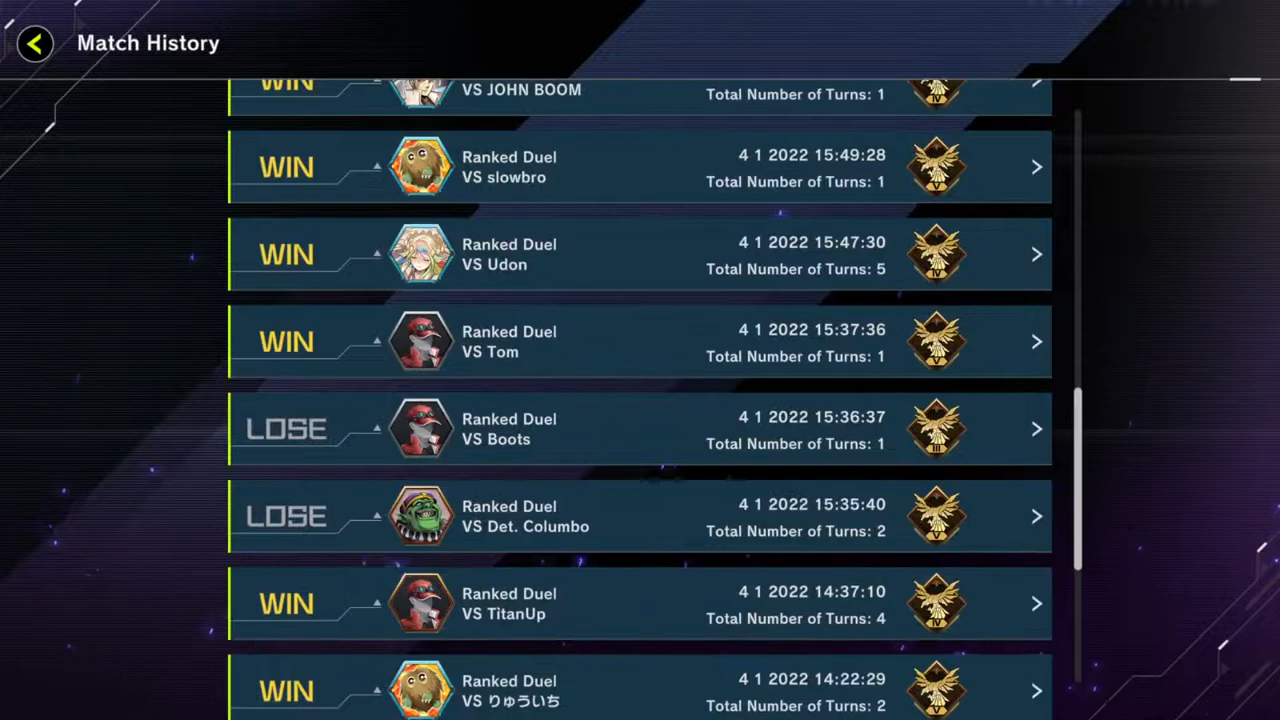 Match History
WIN
VS JOHN BOOM
Total Number of Turns: 1
IV
WIN
Ranked Duel
VS slowbro
4 1 2022 15:49:28
Total Number of Turns: 1
V
WIN
Ranked Duel
VS Udon
4 1 2022 15:47:30
Total Number of Turns: 5
IV
WIN
Ranked Duel
VS Tom
4 1 2022 15:37:36
Total Number of Turns: 1
V
LOSE
Ranked Duel
VS Boots
4 1 2022 15:36:37
Total Number of Turns: 1
III
LOSE
Ranked Duel
VS Det. Columbo
4 1 2022 15:35:40
Total Number of Turns: 2
V
WIN
Ranked Duel
VS TitanUp
4 1 2022 14:37:10
Total Number of Turns: 4
IV
WIN
Ranked Duel
VS りゅういち
4 1 2022 14:22:29
Total Number of Turns: 2
V